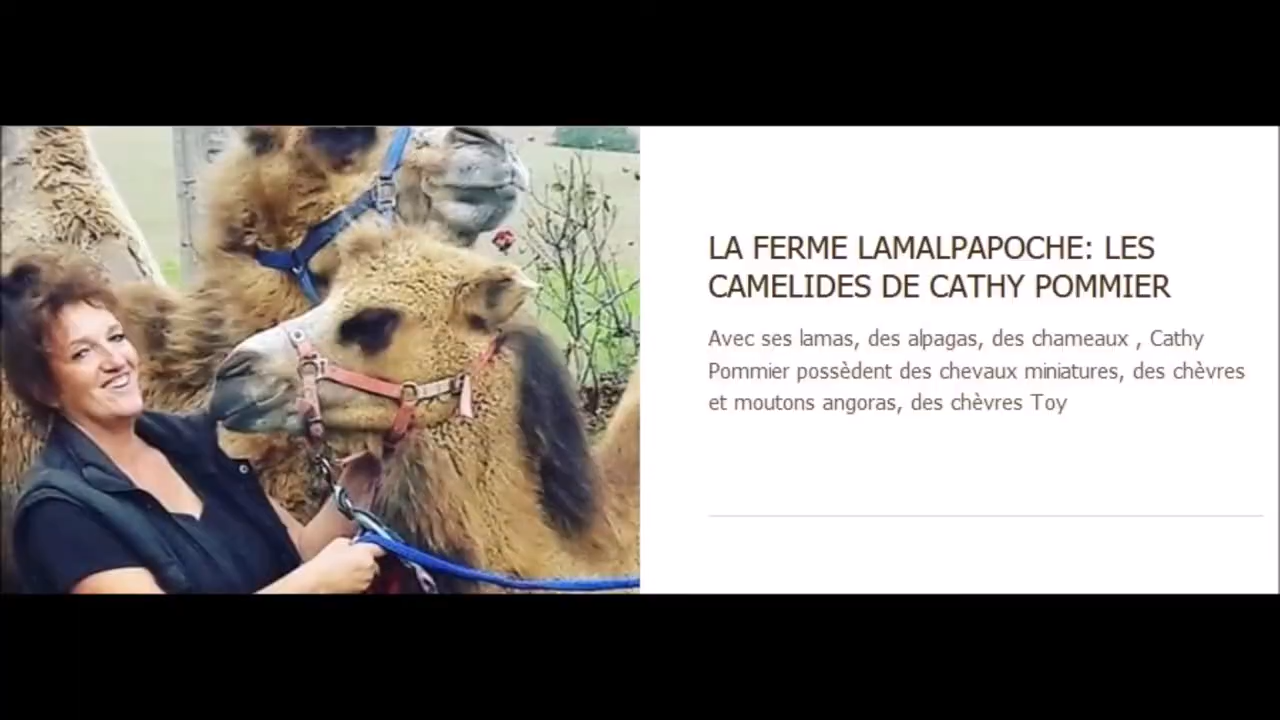 LA FERME LAMALPAPOCHE: LES
CAMELIDES DE CATHY POMMIER
Avec ses lamas, des alpagas, des chameaux , Cathy
Pommier possèdent des chevaux miniatures, des chèvres
et moutons angoras, des chèvres Toy